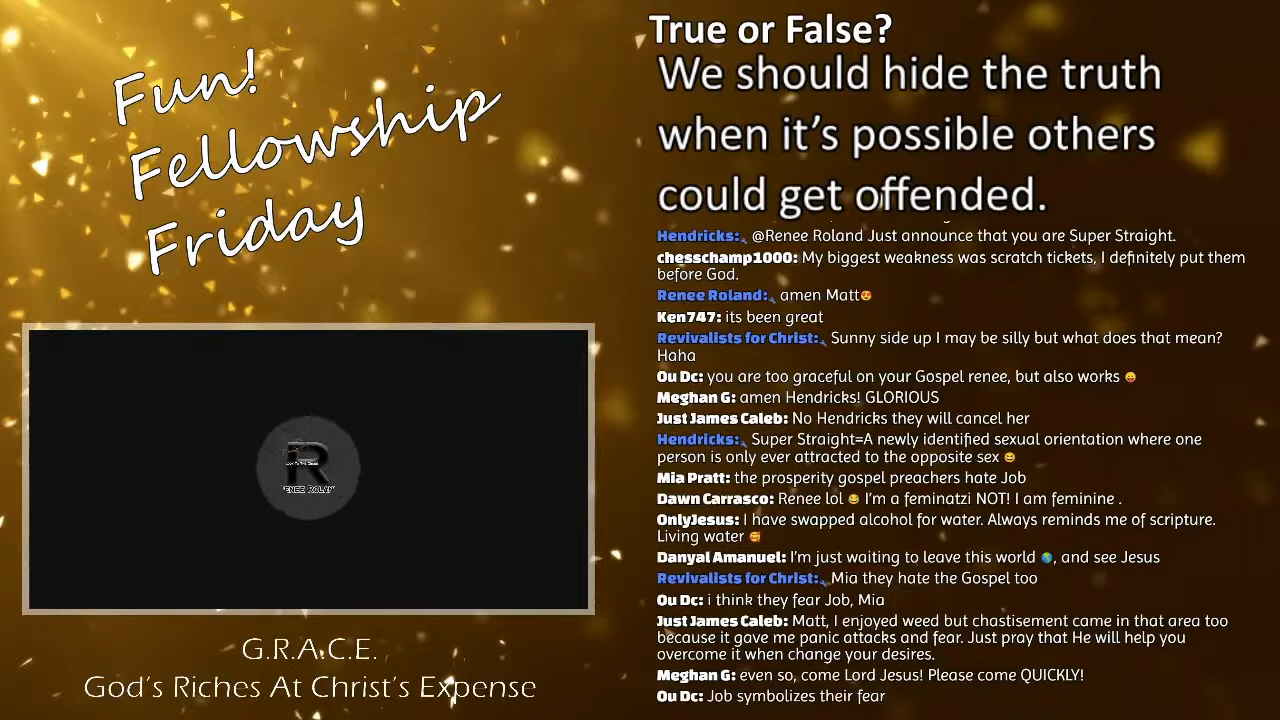 Fun!
Fellowship
Friday
RENEE ROLAN
G.R.A.C.E.
God's Riches At Christ's Expense
True or False?
We should hide the truth
when it's possible others
could get offended.
Hendricks: @Renee Roland Just announce that you are Super Straight.
chesschamp1000: My biggest weakness was scratch tickets, I definitely put them
before God.
Renee Roland: amen Matt😍
Ken747: its been great
Revivalists for Christ: Sunny side up I may be silly but what does that mean?
Haha
Ou Dc: you are too graceful on your Gospel renee, but also works 😛
Meghan G: amen Hendricks! GLORIOUS
Just James Caleb: No Hendricks they will cancel her
Hendricks: Super Straight=A newly identified sexual orientation where one
person is only ever attracted to the opposite sex 😄
Mia Pratt: the prosperity gospel preachers hate Job
Dawn Carrasco: Renee lol 😂 I'm a feminatzi NOT! I am feminine .
OnlyJesus: I have swapped alcohol for water. Always reminds me of scripture.
Living water 🥰
Danyal Amanuel: I'm just waiting to leave this world 🌎, and see Jesus
Revivalists for Christ: Mia they hate the Gospel too
Ou Dc: i think they fear Job, Mia
Just James Caleb: Matt, I enjoyed weed but chastisement came in that area too
because it gave me panic attacks and fear. Just pray that He will help you
overcome it when change your desires.
Meghan G: even so, come Lord Jesus! Please come QUICKLY!
Ou Dc: Job symbolizes their fear